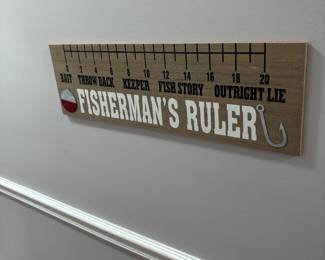 0 2 4 6 8 10 12 14 16 18 20
BAIT THROW BACK KEEPER FISH STORY OUTRIGHT LIE
FISHERMAN'S RULER